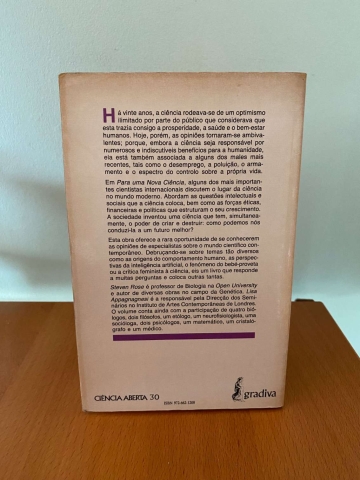 Há vinte anos, a ciência rodeava-se de um optimismo
ilimitado por parte do público que considerava que
esta trazia consigo a prosperidade, a saúde e o bem-estar
humanos. Hoje, porém, as opiniões tornaram-se ambiva-
lentes; porque, embora a ciência seja responsável por
numerosos e indiscutíveis benefícios para a humanidade,
ela está também associada a alguns dos males mais
recentes, tais como o desemprego, a poluição, o arma-
mento e o espectro do controlo sobre a própria vida.
Em Para uma Nova Ciência, alguns dos mais importan-
tes cientistas internacionais discutem o lugar da ciência
no mundo moderno. Abordam as questões intelectuais e
sociais que a ciência coloca, bem como as forças éticas,
financeiras e políticas que estruturam o seu crescimento.
A sociedade inventou uma ciência que tem, simultanea-
mente, o poder de criar e destruir: como podemos nós
conduzi-la a um futuro melhor?
Esta obra oferece a rara oportunidade de se conhecerem
as opiniões de especialistas sobre o mundo científico con-
temporâneo. Debruçando-se sobre temas tão diversos
como as origens do comportamento humano, as perspec-
tivas da inteligência artificial, o fenómeno do bebé-proveta
ou a crítica feminista à ciência, eis um livro que responde
a muitas perguntas e coloca outras tantas.
Steven Rose é professor de Biologia na Open University
e autor de diversas obras no campo da Genética. Lisa
Appagnanesi é a responsável pela Direcção dos Semi-
nários no Instituto de Artes Contemporâneas de Londres.
O volume conta ainda com a participação de quatro bió-
logos, dois filósofos, um etólogo, um neurofisiologista, uma
socióloga, dois psicólogos, um matemático, um cristaló-
grafo e um médico.
CIÊNCIA ABERTA 30
gradiva